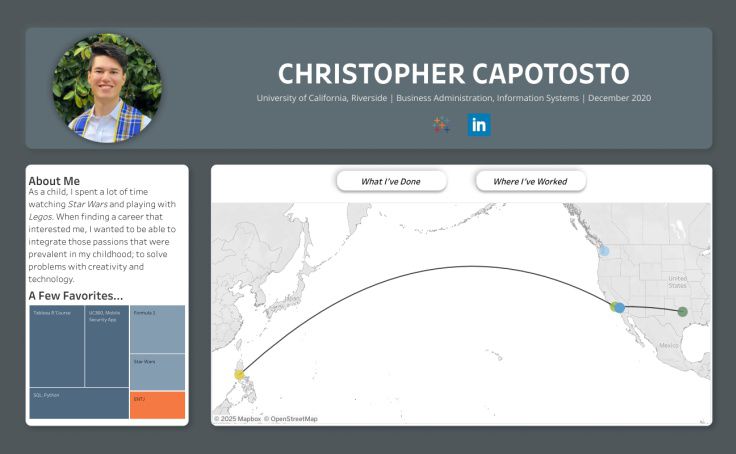 CHRISTOPHER CAPOTOSTO
University of California, Riverside | Business Administration, Information Systems | December 2020
in
About Me
As a child, I spent a lot of time
watching Star Wars and playing with
Legos. When finding a career that
interested me, I wanted to be able to
integrate those passions that were
prevalent in my childhood; to solve
problems with creativity and
technology.
A Few Favorites...
Tableau & Course
UC360, Mobile
Security App
Formula 1
Star Wars
SQL, Python
ENTJ
What I've Done
Where I've Worked
United
States
Mexico
© 2025 Mapbox © OpenStreetMap